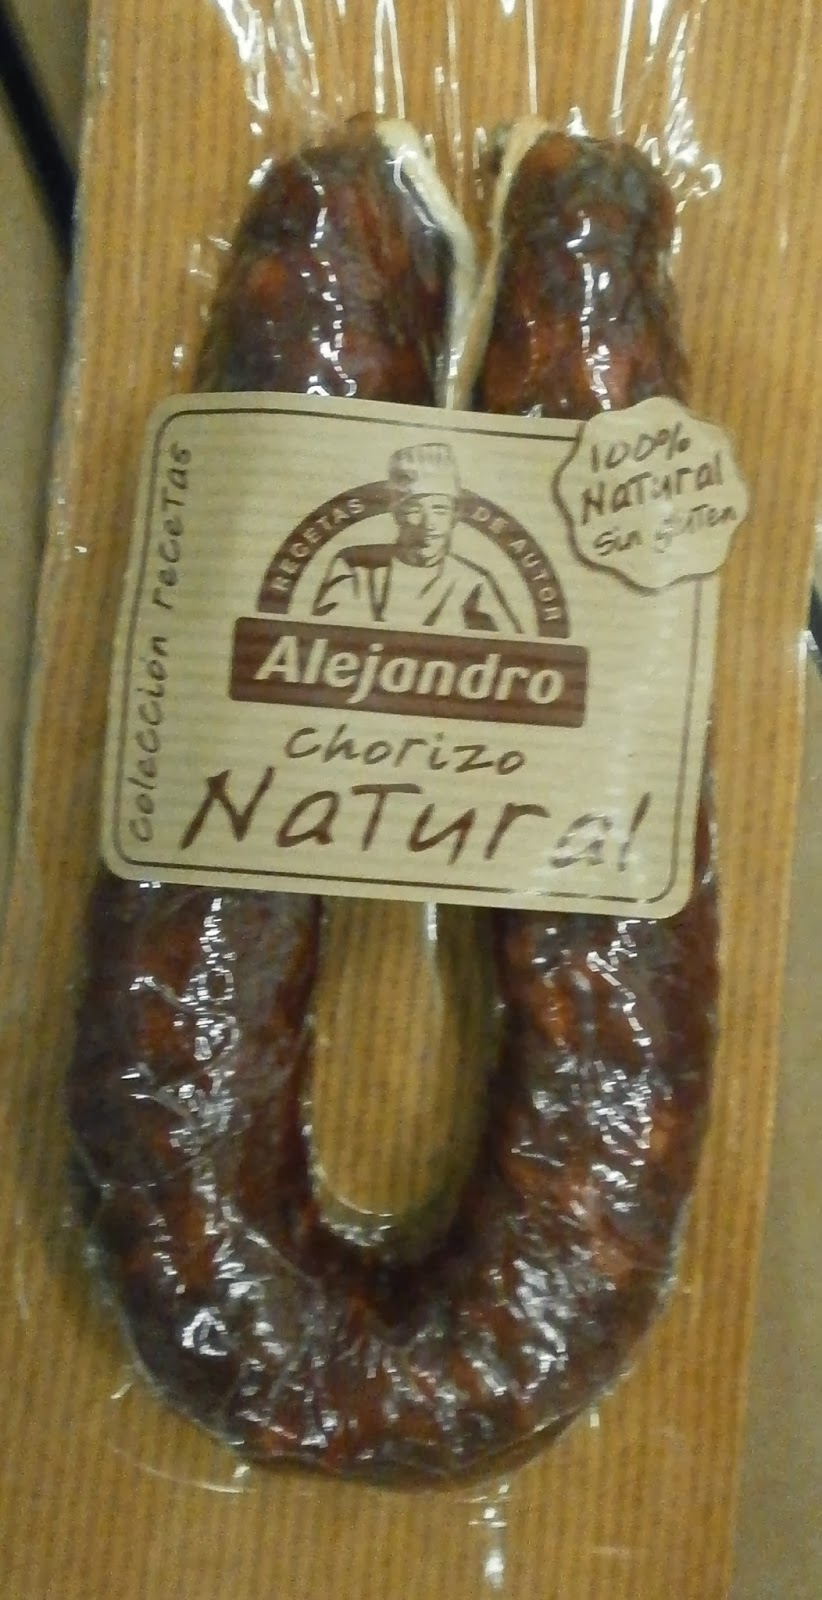 100%
Natural
Sin gluten
RECETAS DE AUTOR
Alejandro
chorizo
Natural
colección recetas